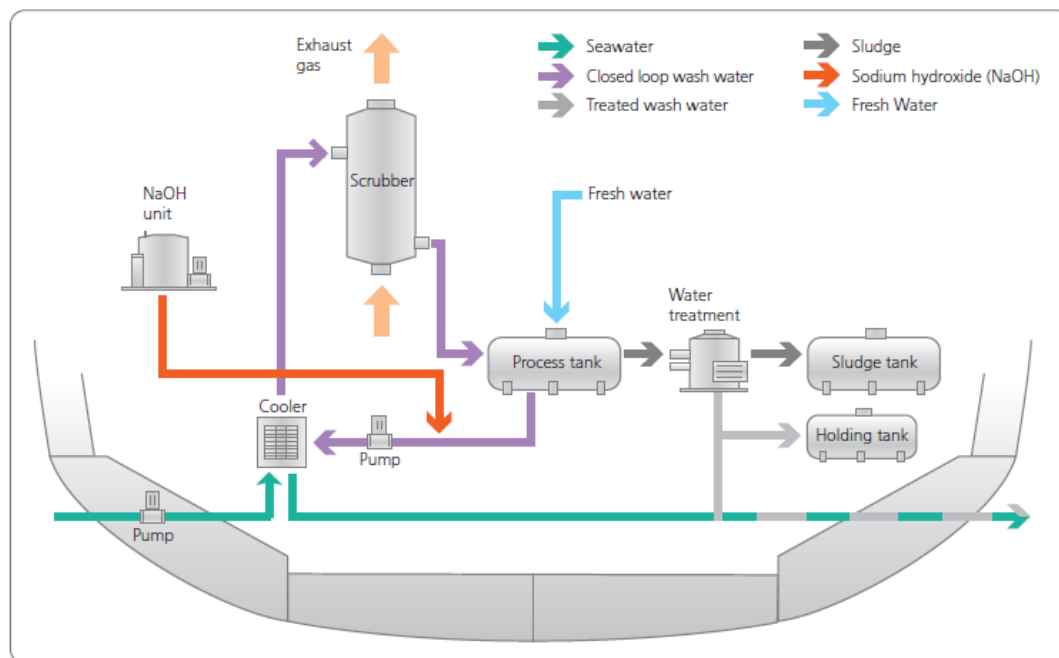 Exhaust
gas
Seawater
Closed loop wash water
Treated wash water
Sludge
Sodium hydroxide (NaOH)
Fresh Water
Scrubber
NaOH
unit
Fresh water
Water
treatment
Process tank
Sludge tank
Cooler
Holding tank
Pump
Pump